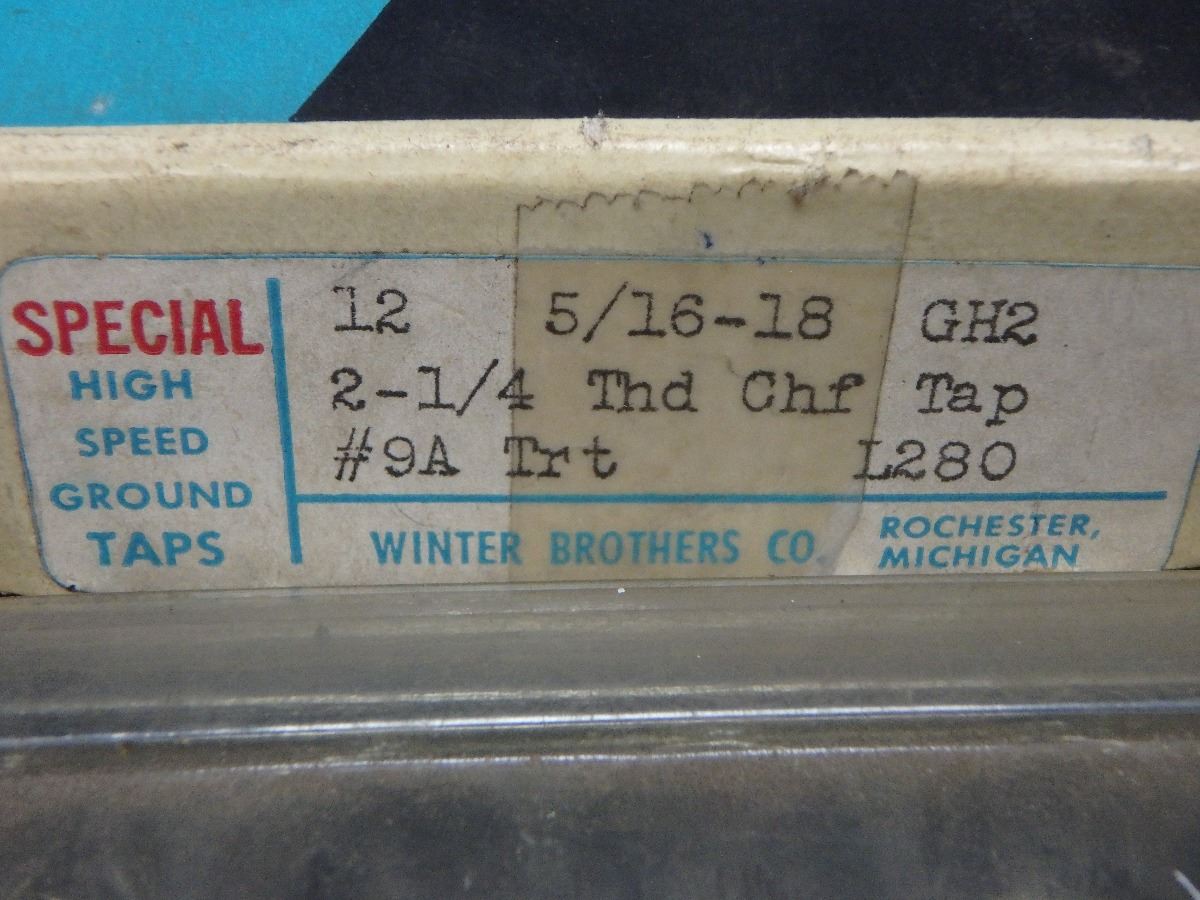 SPECIAL
HIGH
SPEED
GROUND
TAPS
12 5/16-18 GH2
2-1/4 Thd Chf Tap
#9A Trt L280
WINTER BROTHERS CO.
ROCHESTER,
MICHIGAN